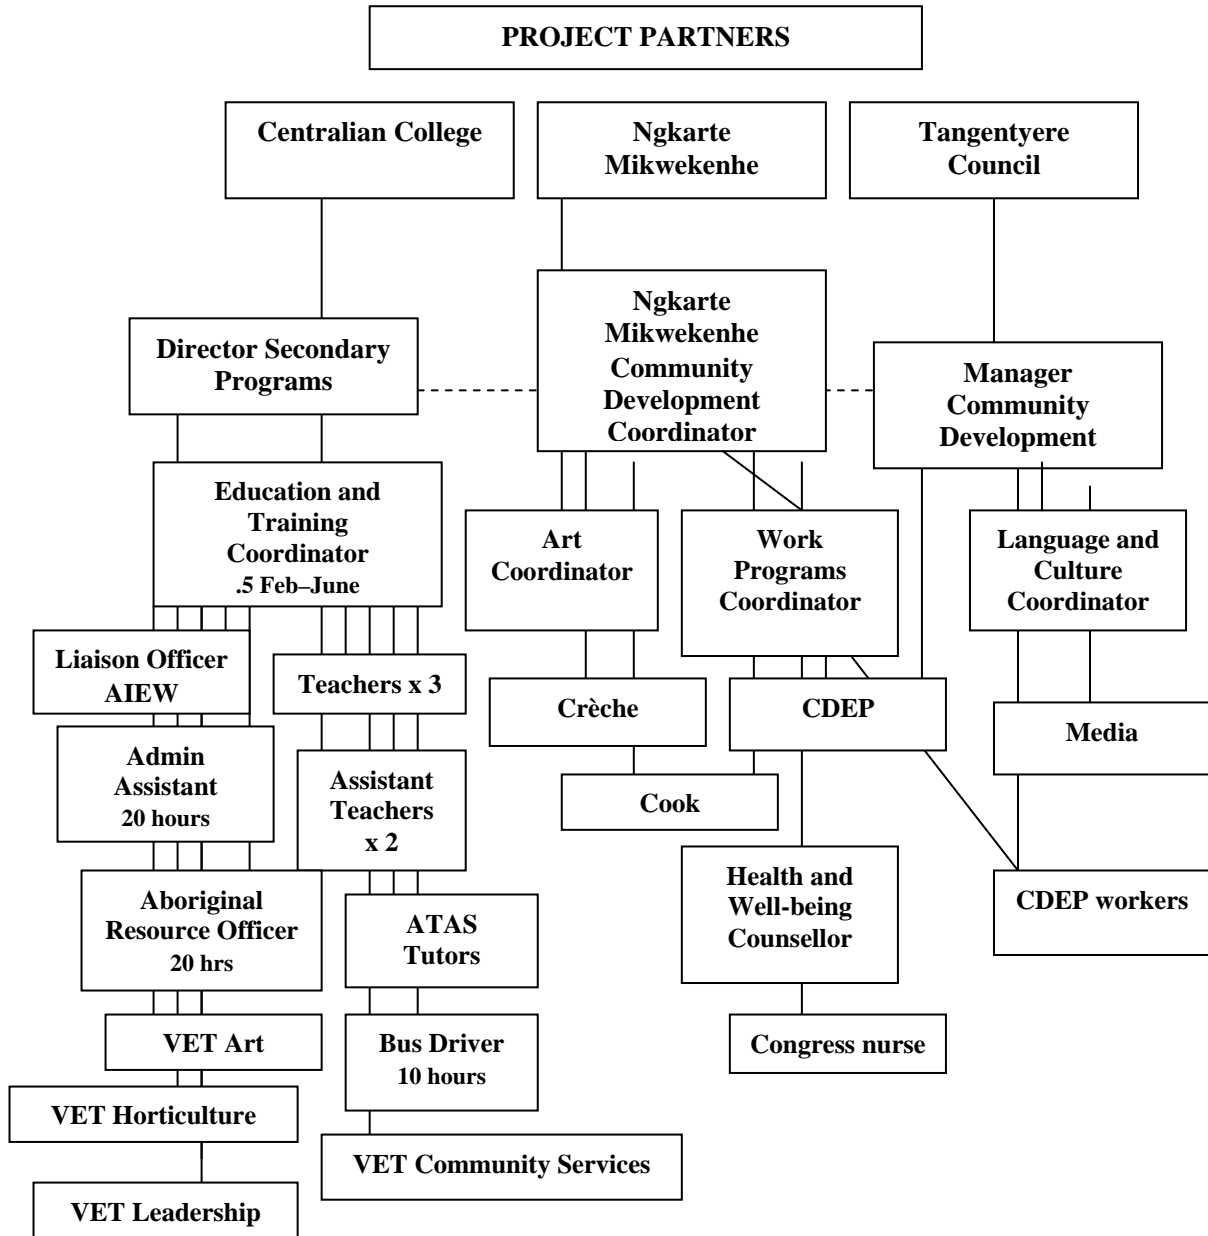 PROJECT PARTNERS
Centralian College
Ngkarte
Mikwekenhe
Tangentyere
Council
Ngkarte
Mikwekenhe
Community
Development
Coordinator
Director Secondary
Programs
Manager
Community
Development
Education and
Training
Coordinator
.5 Feb–June
Art
Coordinator
Work
Programs
Coordinator
Language and
Culture
Coordinator
Liaison Officer
AIEW
Teachers x 3
Crèche
CDEP
Media
Admin
Assistant
20 hours
Assistant
Teachers
x 2
Cook
Health and
Well-being
Counsellor
CDEP workers
Aboriginal
Resource Officer
20 hrs
ATAS
Tutors
VET Art
Bus Driver
10 hours
Congress nurse
VET Horticulture
VET Community Services
VET Leadership